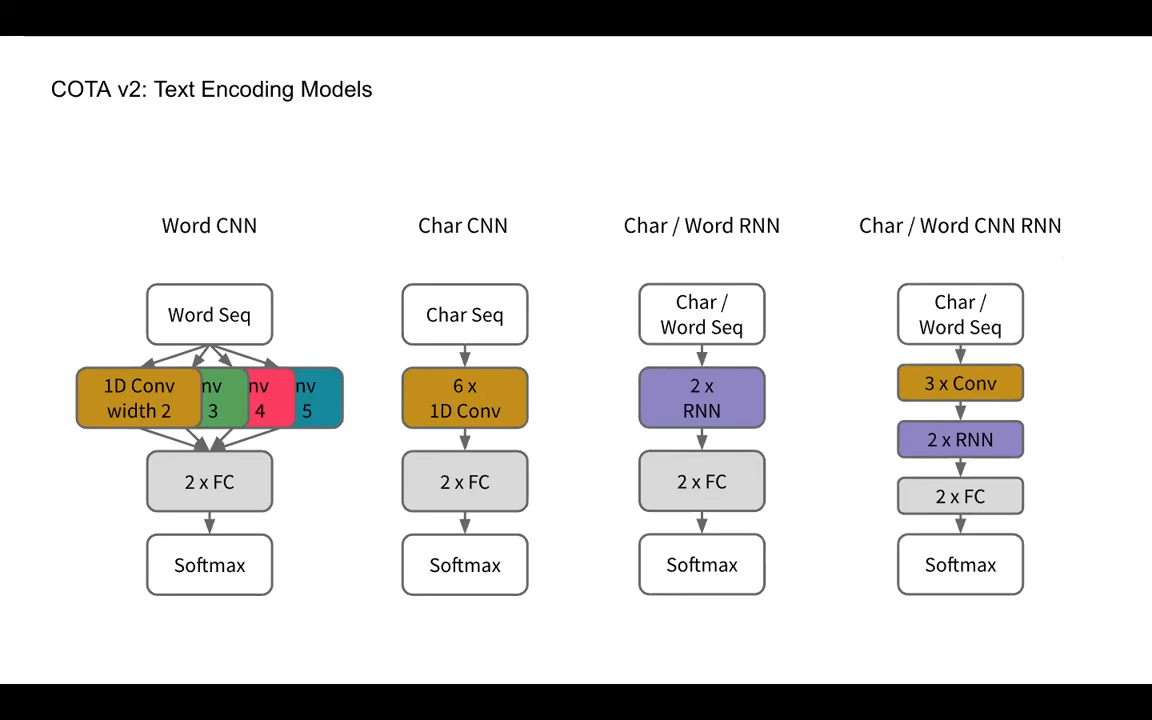 COTA v2: Text Encoding Models
Word CNN
Word Seq
1D Conv
width 2
nv
3
nv
4
nv
5
2 x FC
Softmax
Char CNN
Char Seq
6 x
1D Conv
2 x FC
Softmax
Char / Word RNN
Char /
Word Seq
2 x
RNN
2 x FC
Softmax
Char / Word CNN RNN
Char /
Word Seq
3 x Conv
2 x RNN
2 x FC
Softmax